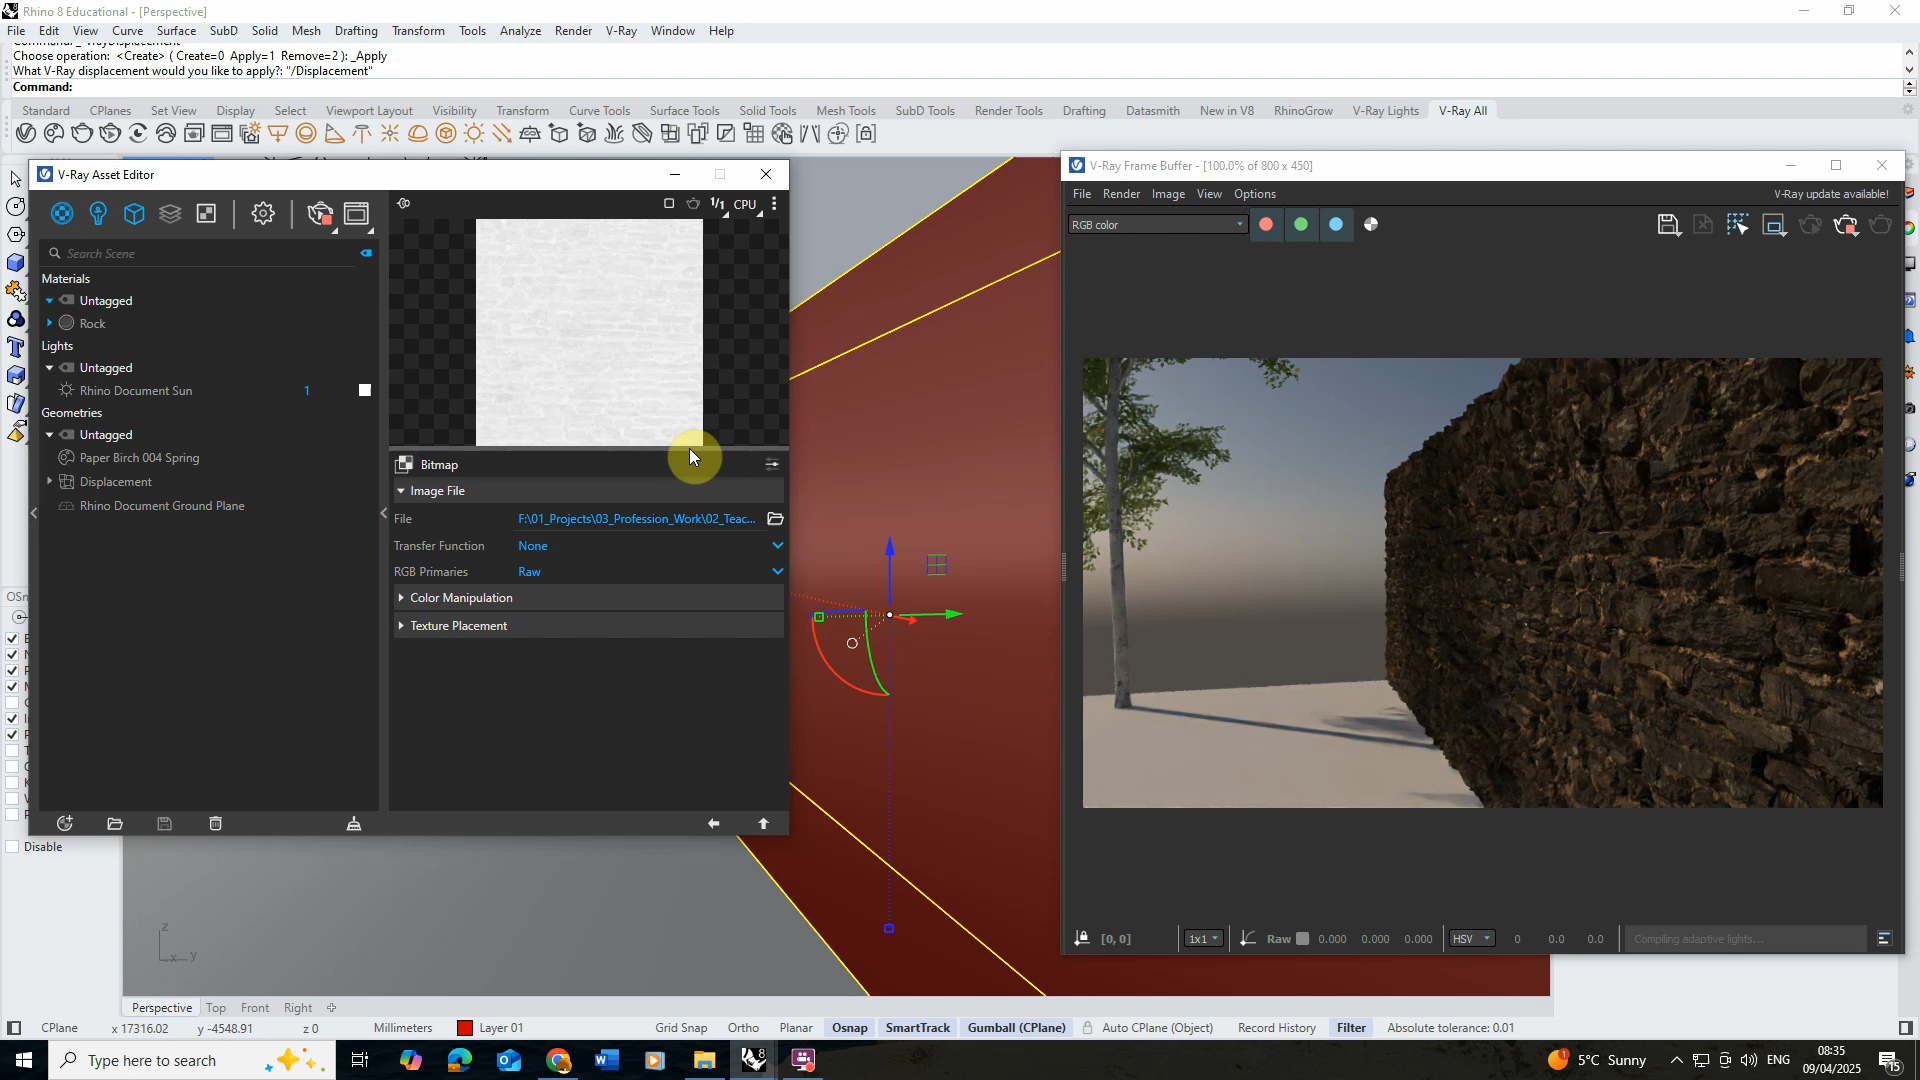 Rhino 8 Educational - [Perspective]
File Edit View Curve Surface SubD Solid Mesh Drafting Transform Tools Analyze Render V-Ray Window Help
Choose operation: <Create> ( Create=0 Apply=1 Remove=2 ): _Apply
What V-Ray displacement would you like to apply?: "/Displacement"
Command:
Standard CPlanes Set View Display Select Viewport Layout Visibility Transform Curve Tools Surface Tools Solid Tools Mesh Tools SubD Tools Render Tools Drafting Datasmith New in V8 RhinoGrow V-Ray Lights V-Ray All
V-Ray Asset Editor
1/1 CPU
Search Scene
Materials
Untagged
Rock
Lights
Untagged
Rhino Document Sun 1
Geometries
Untagged
Paper Birch 004 Spring
Displacement
Rhino Document Ground Plane
Bitmap
Image File
File F:\01_Projects\03_Profession_Work\02_Teac...
Transfer Function None
RGB Primaries Raw
Color Manipulation
Texture Placement
V-Ray Frame Buffer - [100.0% of 800 x 450]
File Render Image View Options V-Ray update available!
RGB color
[0, 0] 1x1 Raw 0.000 0.000 0.000 HSV 0 0.0 0.0 Compiling adaptive lights...
Disable
z
x y
Perspective Top Front Right
CPlane x 17316.02 y -4548.91 z 0 Millimeters Layer 01 Grid Snap Ortho Planar Osnap SmartTrack Gumball (CPlane) Auto CPlane (Object) Record History Filter Absolute tolerance: 0.01
Type here to search
5°C Sunny ENG
08:35
09/04/2025
15